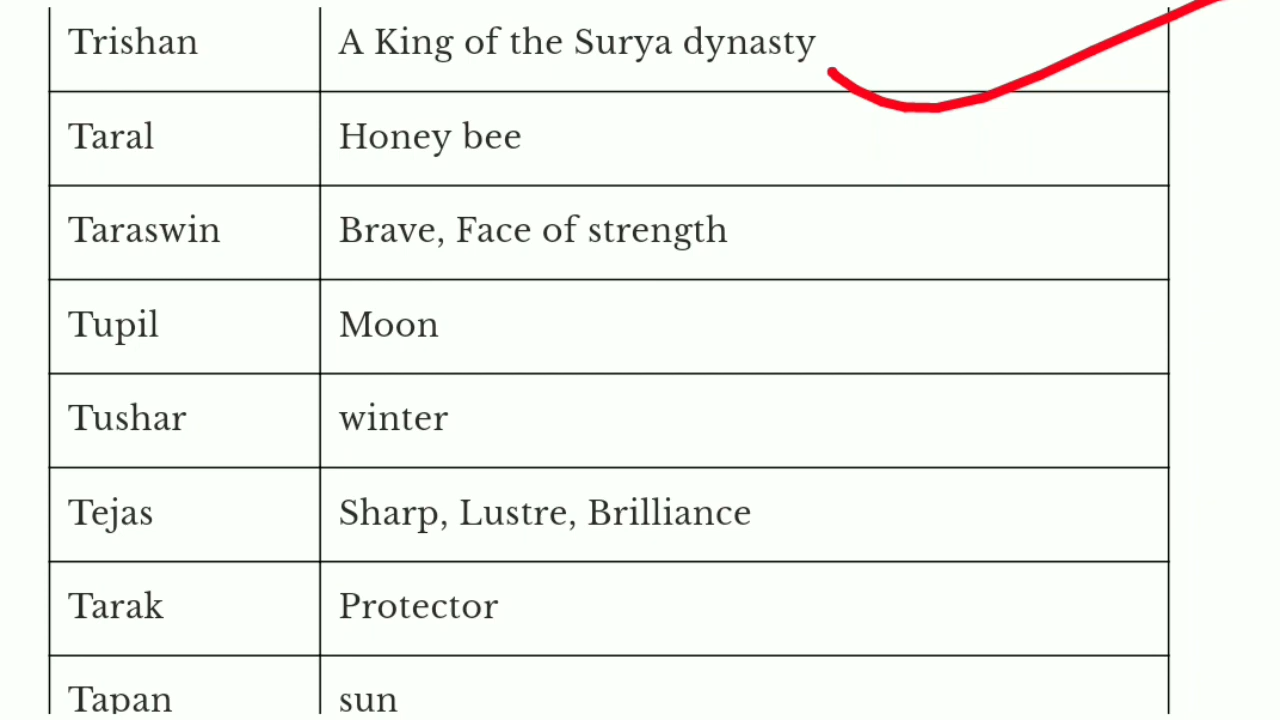 Trishan A King of the Surya dynasty
Taral Honey bee
Taraswin Brave, Face of strength
Tupil Moon
Tushar winter
Tejas Sharp, Lustre, Brilliance
Tarak Protector
Tapan sun